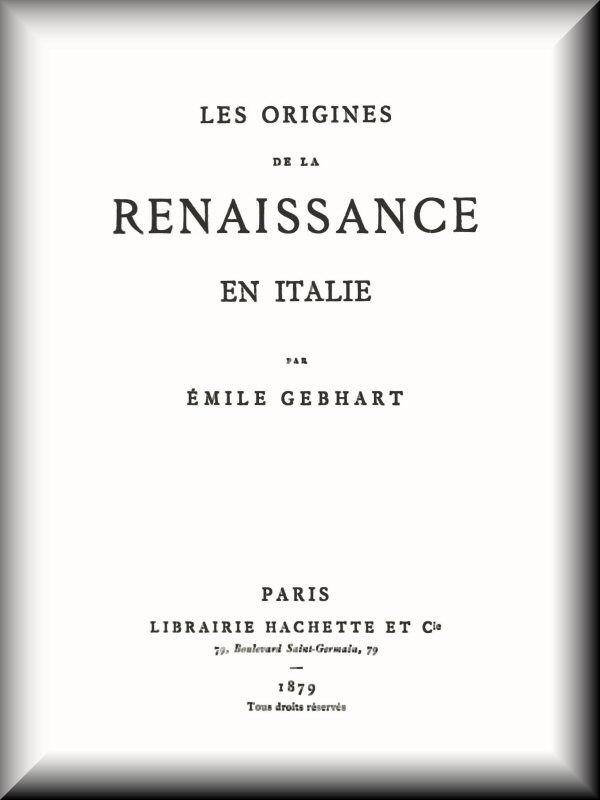 LES ORIGINES
DE LA
RENAISSANCE
EN ITALIE
PAR
ÉMILE GEBHART
PARIS
LIBRAIRIE HACHETTE ET Cie
79, Boulevard Saint-Germain, 79
1879
Tous droits réservés